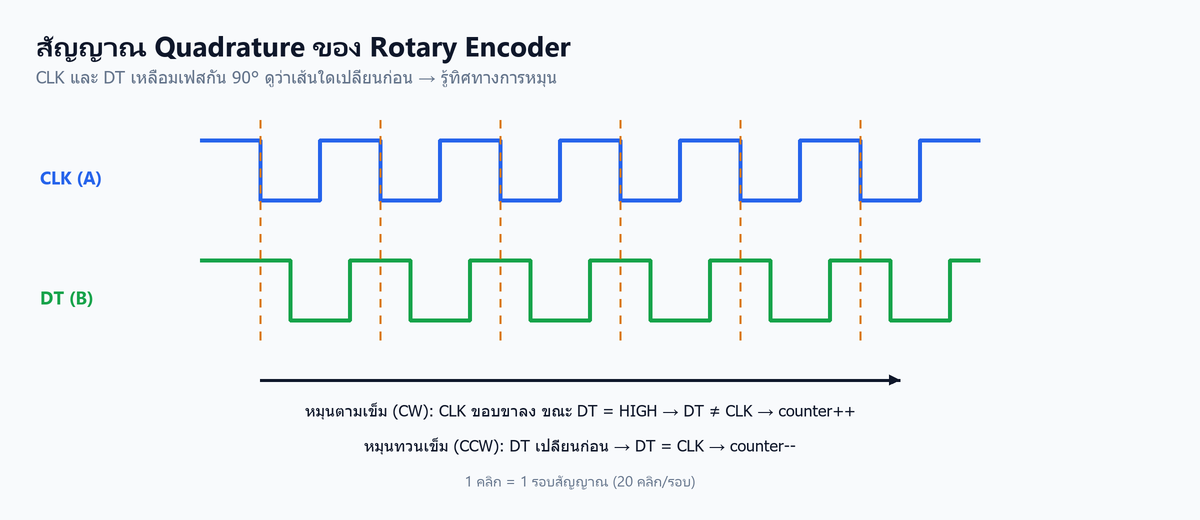 สัญญาณ Quadrature ของ Rotary Encoder
CLK และ DT เหลื่อมเฟสกัน 90° ดูว่าเส้นใดเปลี่ยนก่อน → รู้ทิศทางการหมุน
CLK (A)
DT (B)
หมุนตามเข็ม (CW): CLK ขอบขาลง ขณะ DT = HIGH → DT ≠ CLK → counter++
หมุนทวนเข็ม (CCW): DT เปลี่ยนก่อน → DT = CLK → counter--
1 คลิก = 1 รอบสัญญาณ (20 คลิก/รอบ)